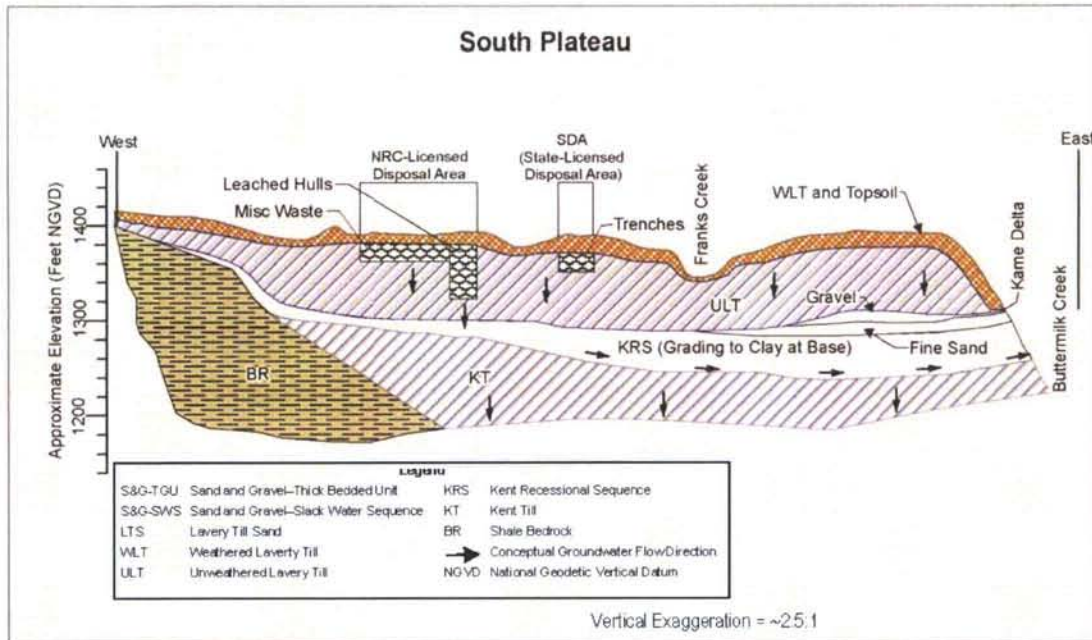 South Plateau
West
East
SDA
(State-Licensed
Disposal Area)
NRC-Licensed
Disposal Area
Leached Hulls
Misc Waste
Trenches
Franks Creek
WLT and Topsoil
Kame Delta
Buttermilk Creek
Approximate Elevation (Feet NGVD)
1400
1300
1200
ULT
Gravel
KRS (Grading to Clay at Base)
Fine Sand
BR
KT
Legend
S&G-TGU Sand and Gravel–Thick Bedded Unit
S&G-SWS Sand and Gravel–Slack Water Sequence
LTS Lavery Till Sand
WLT Weathered Laverty Till
ULT Unweathered Lavery Till
KRS Kent Recessional Sequence
KT Kent Till
BR Shale Bedrock
Conceptual Groundwater Flow Direction
NGVD National Geodetic Vertical Datum
Vertical Exaggeration = ~2.5:1